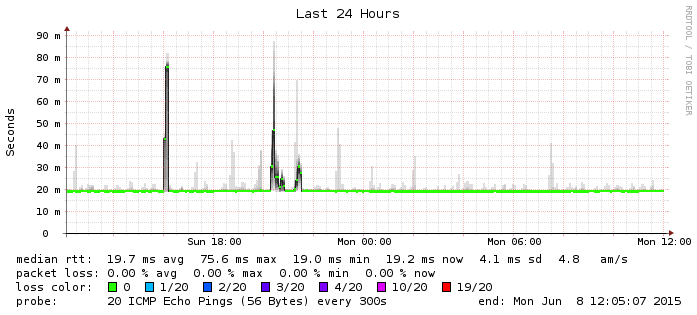 Last 24 Hours
RRDTOOL / TOBI OETIKER
Seconds
90 m
80 m
70 m
60 m
50 m
40 m
30 m
20 m
10 m
0
Sun 18:00 Mon 00:00 Mon 06:00 Mon 12:00
median rtt: 19.7 ms avg 75.6 ms max 19.0 ms min 19.2 ms now 4.1 ms sd 4.8 am/s
packet loss: 0.00 % avg 0.00 % max 0.00 % min 0.00 % now
loss color: 0 1/20 2/20 3/20 4/20 10/20 19/20
probe: 20 ICMP Echo Pings (56 Bytes) every 300s end: Mon Jun 8 12:05:07 2015